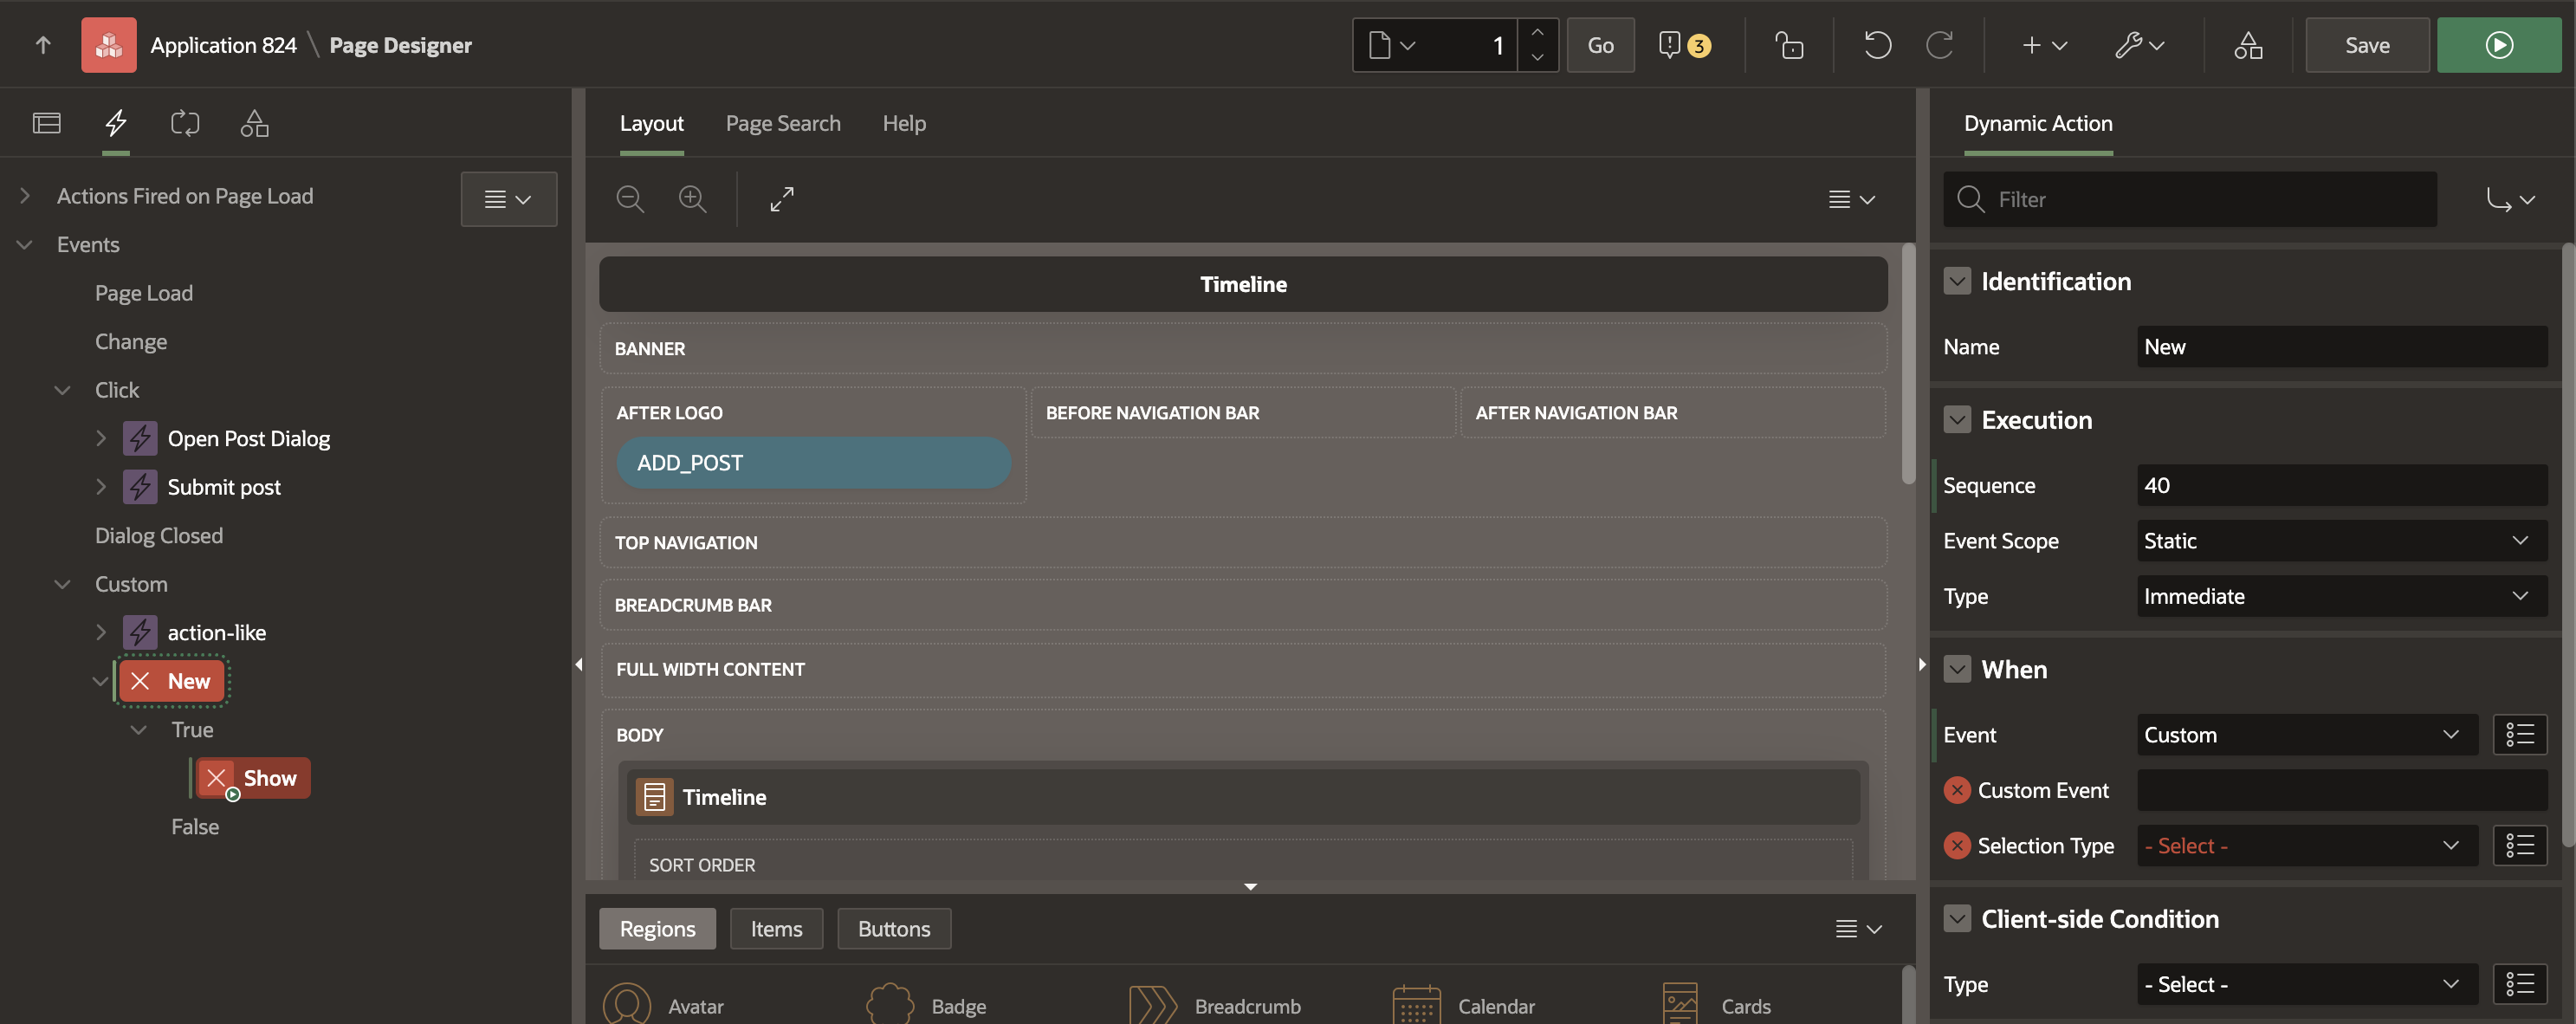 Application 824 \ Page Designer
1
Go
3
Save
Layout
Page Search
Help
Dynamic Action
Actions Fired on Page Load
Events
Page Load
Change
Click
Open Post Dialog
Submit post
Dialog Closed
Custom
action-like
New
True
Show
False
Timeline
BANNER
AFTER LOGO
BEFORE NAVIGATION BAR
AFTER NAVIGATION BAR
ADD_POST
TOP NAVIGATION
BREADCRUMB BAR
FULL WIDTH CONTENT
BODY
Timeline
SORT ORDER
Regions
Items
Buttons
Avatar
Badge
Breadcrumb
Calendar
Cards
Filter
Identification
Name
New
Execution
Sequence
40
Event Scope
Static
Type
Immediate
When
Event
Custom
Custom Event
Selection Type
- Select -
Client-side Condition
Type
- Select -